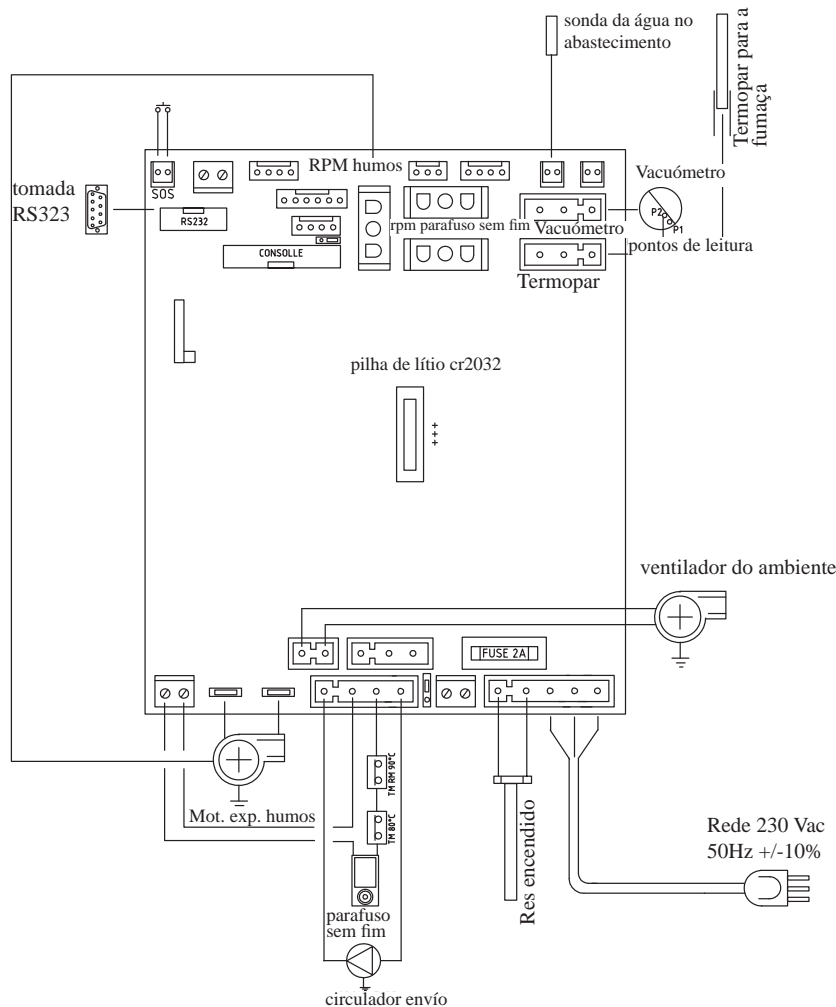 sonda da água no
abastecimento
Termopar para a
fumaça
RPM humos
SOS
tomada
RS323
RS232
CONSOLLE
rpm parafuso sem fim
Vacuómetro
Vacuómetro
P2
P1
pontos de leitura
Termopar
pilha de lítio cr2032
+++
ventilador do ambiente
FUSE 2A
TM RM 90°C
Mot. exp. humos
TM 80°C
Res encendido
Rede 230 Vac
50Hz +/-10%
parafuso
sem fim
circulador envío